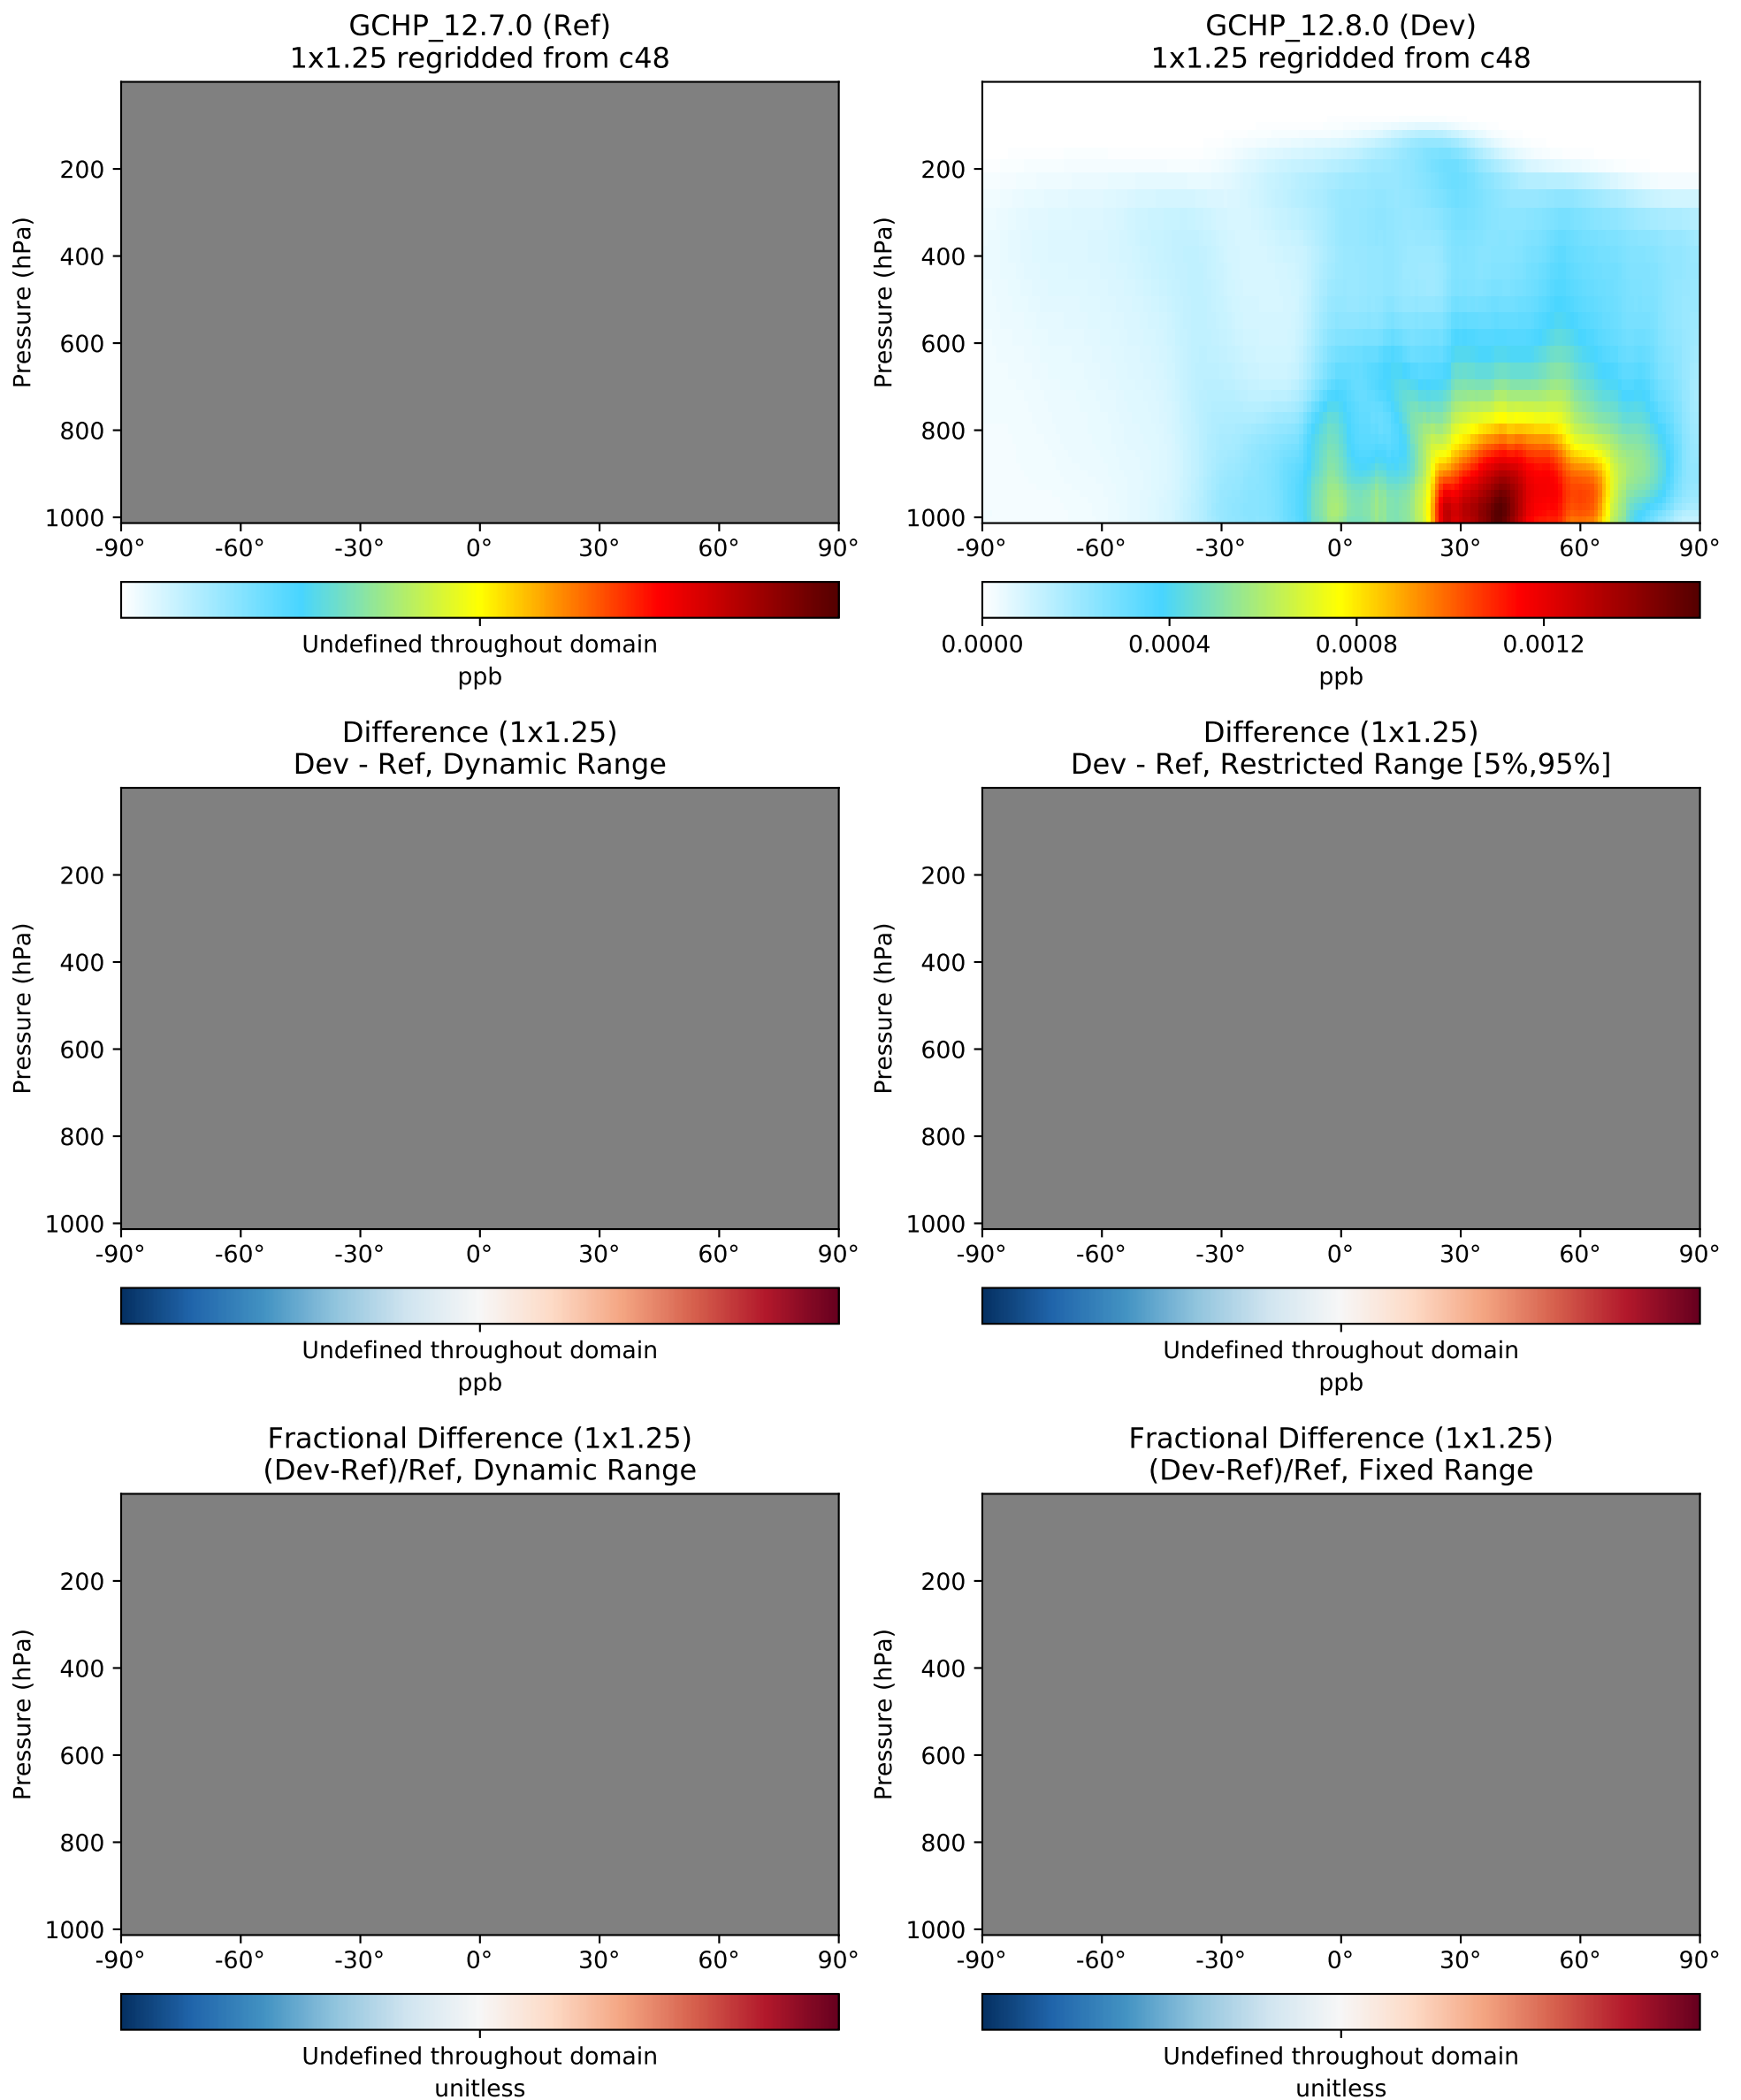 GCHP_12.7.0 (Ref)
1x1.25 regridded from c48
Pressure (hPa)
200
400
600
800
1000
-90° -60° -30° 0° 30° 60° 90°
Undefined throughout domain
ppb
GCHP_12.8.0 (Dev)
1x1.25 regridded from c48
Pressure (hPa)
200
400
600
800
1000
-90° -60° -30° 0° 30° 60° 90°
0.0000 0.0004 0.0008 0.0012
ppb
Difference (1x1.25)
Dev - Ref, Dynamic Range
Pressure (hPa)
200
400
600
800
1000
-90° -60° -30° 0° 30° 60° 90°
Undefined throughout domain
ppb
Difference (1x1.25)
Dev - Ref, Restricted Range [5%,95%]
Pressure (hPa)
200
400
600
800
1000
-90° -60° -30° 0° 30° 60° 90°
Undefined throughout domain
ppb
Fractional Difference (1x1.25)
(Dev-Ref)/Ref, Dynamic Range
Pressure (hPa)
200
400
600
800
1000
-90° -60° -30° 0° 30° 60° 90°
Undefined throughout domain
unitless
Fractional Difference (1x1.25)
(Dev-Ref)/Ref, Fixed Range
Pressure (hPa)
200
400
600
800
1000
-90° -60° -30° 0° 30° 60° 90°
Undefined throughout domain
unitless